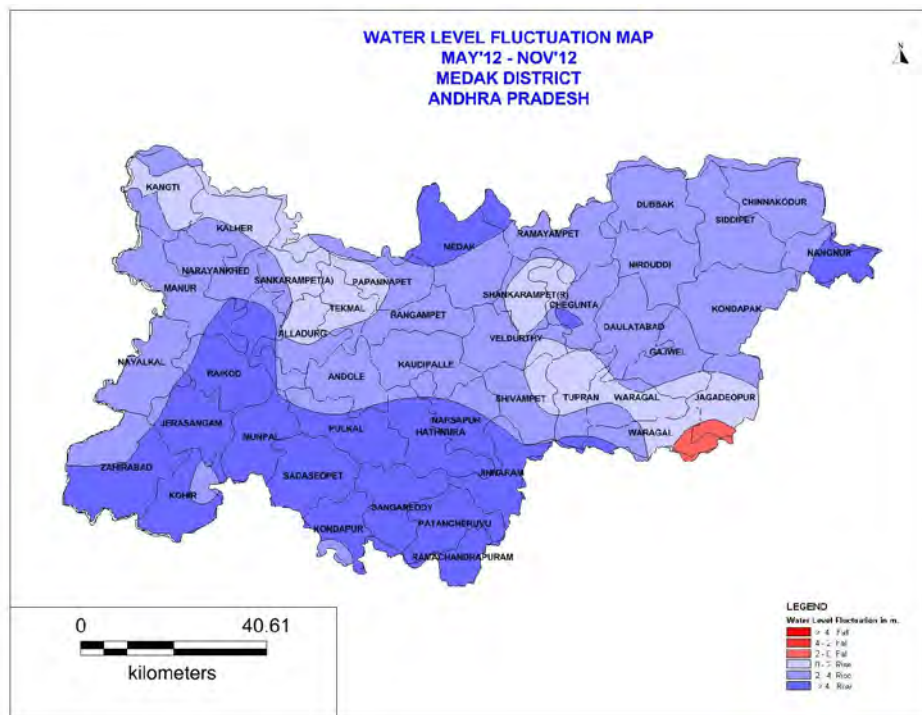 WATER LEVEL FLUCTUATION MAP
MAY'12 - NOV'12
MEDAK DISTRICT
ANDHRA PRADESH
N
KANGTI
DUBBAK
CHINNAKODUR
SIDDIPET
KALHER
RAMAYAMPET
MEDAK
NANGNUR
NARAYANKHED
SANKARAMPET(A)
PAPANNAPET
NIRDUDDI
MANUR
SHANKARAMPET(R)
TEKMAL
CHEGUNTA
KONDAPAK
RANGAMPET
ALLADURG
DAULATABAD
VELDURTHY
GAJWEL
NAYALKAL
KAUDIPALLE
RAIKOD
ANDOLE
SHIVAMPET
TUPRAN
WARAGAL
JAGADEOPUR
NARSAPUR
JERASANGAM
PULKAL
HATHNURA
WARAGAL
MUNPAL
ZAHIRABAD
SADASEOPET
JINNARAM
KOHIR
SANGAREDDY
KONDAPUR
PATANCHERUVU
RAMACHANDRAPURAM
0 40.61
kilometers
LEGEND
Water Level Fluctuation in m.
> 4 Fall
4 - 2 Fall
2 - 0 Fall
0 - 2 Rise
2 - 4 Rise
> 4 Rise